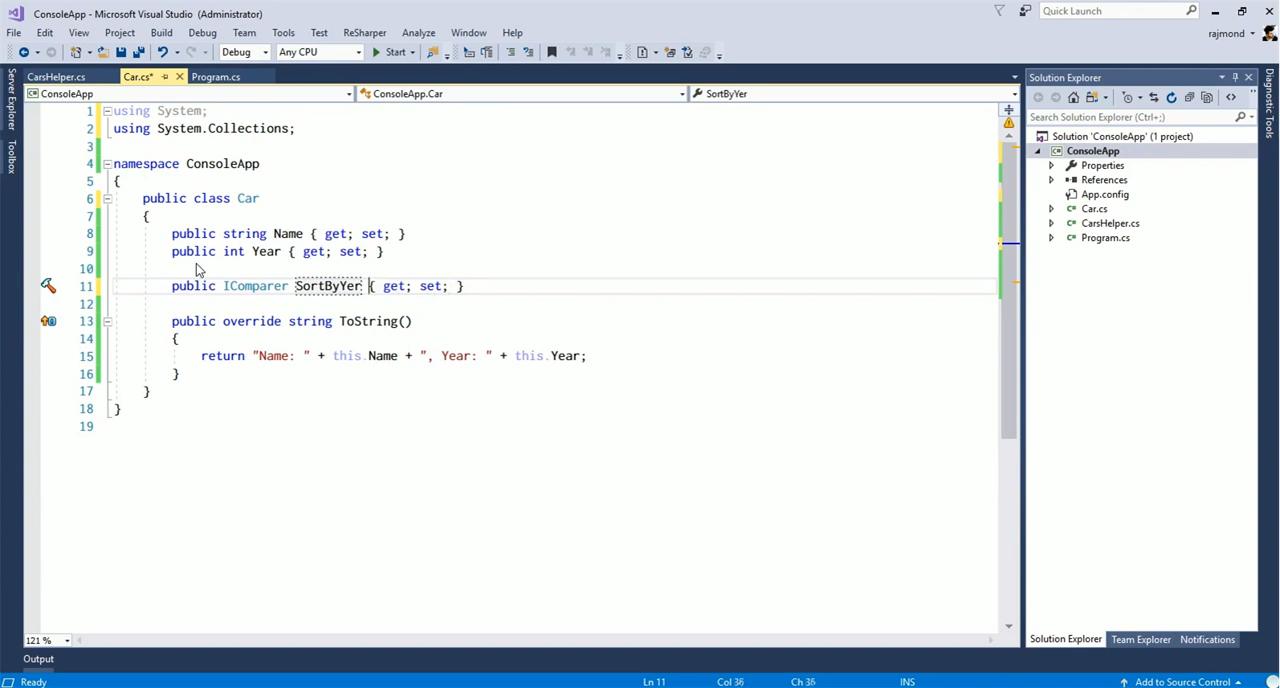 ConsoleApp - Microsoft Visual Studio (Administrator)
Quick Launch
File Edit View Project Build Debug Team Tools Test ReSharper Analyze Window Help
rajmond
Debug Any CPU Start
CarsHelper.cs Car.cs* Program.cs
ConsoleApp ConsoleApp.Car SortByYer
Server Explorer
Toolbox
1 using System;
2 using System.Collections;
3
4 namespace ConsoleApp
5 {
6 public class Car
7 {
8 public string Name { get; set; }
9 public int Year { get; set; }
10
11 public IComparer SortByYer { get; set; }
12
13 public override string ToString()
14 {
15 return "Name: " + this.Name + ", Year: " + this.Year;
16 }
17 }
18 }
19
121 %
Output
Solution Explorer
Search Solution Explorer (Ctrl+;)
Solution 'ConsoleApp' (1 project)
ConsoleApp
Properties
References
App.config
Car.cs
CarsHelper.cs
Program.cs
Solution Explorer Team Explorer Notifications
Diagnostic Tools
Ready Ln 11 Col 36 Ch 36 INS Add to Source Control